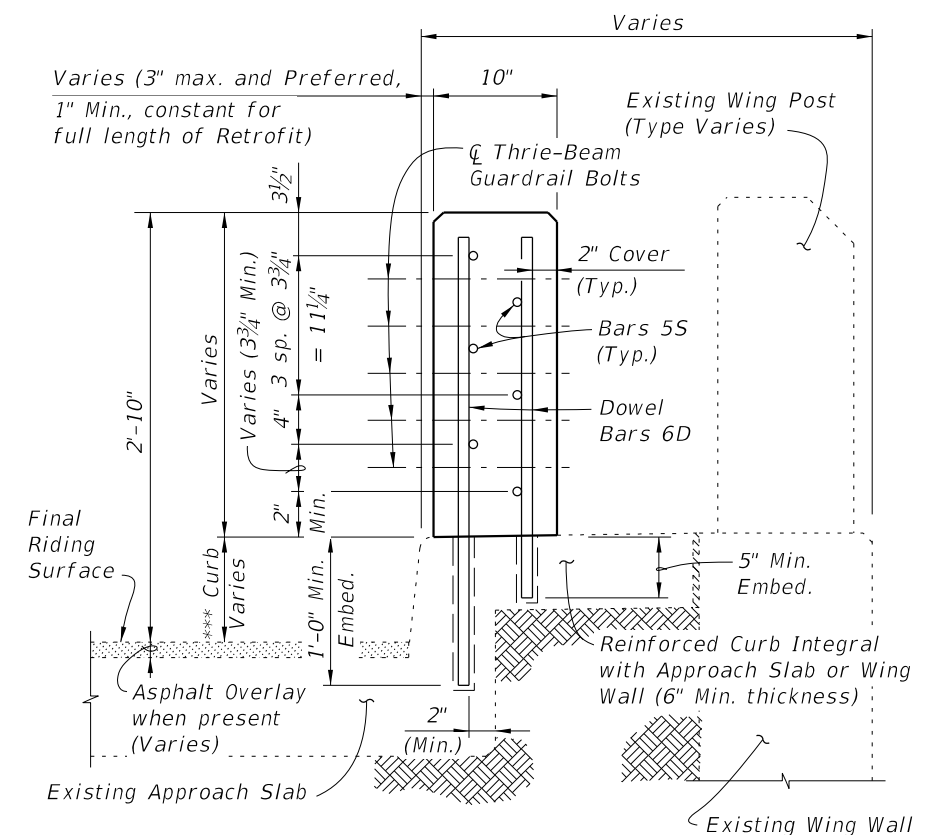 Varies
Varies (3" max. and Preferred,
1" Min., constant for
full length of Retrofit)
10"
Existing Wing Post
(Type Varies)
℄ Thrie-Beam
Guardrail Bolts
3½"
2" Cover
(Typ.)
Varies (3¾" Min.)
3 sp. @ 3¾"
= 11¼"
Varies
Bars 5S
(Typ.)
2'-10"
4"
Dowel
Bars 6D
2"
Min.
Final
Riding
Surface
*** Curb
Varies
1'-0" Min.
Embed.
5" Min.
Embed.
Reinforced Curb Integral
with Approach Slab or Wing
Wall (6" Min. thickness)
Asphalt Overlay
when present
(Varies)
2"
(Min.)
Existing Approach Slab
Existing Wing Wall